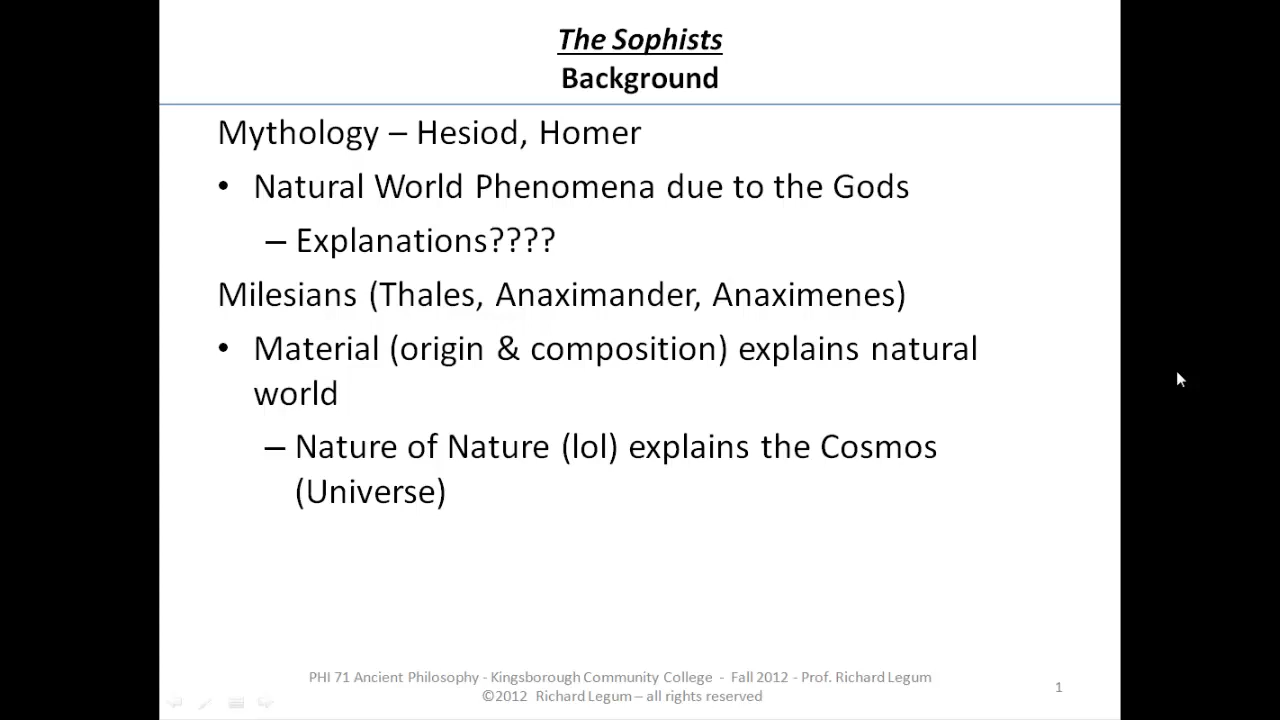 The Sophists
Background
Mythology – Hesiod, Homer
• Natural World Phenomena due to the Gods
– Explanations????
Milesians (Thales, Anaximander, Anaximenes)
• Material (origin & composition) explains natural
world
– Nature of Nature (lol) explains the Cosmos
(Universe)
PHI 71 Ancient Philosophy - Kingsborough Community College - Fall 2012 - Prof. Richard Legum
©2012 Richard Legum – all rights reserved
1